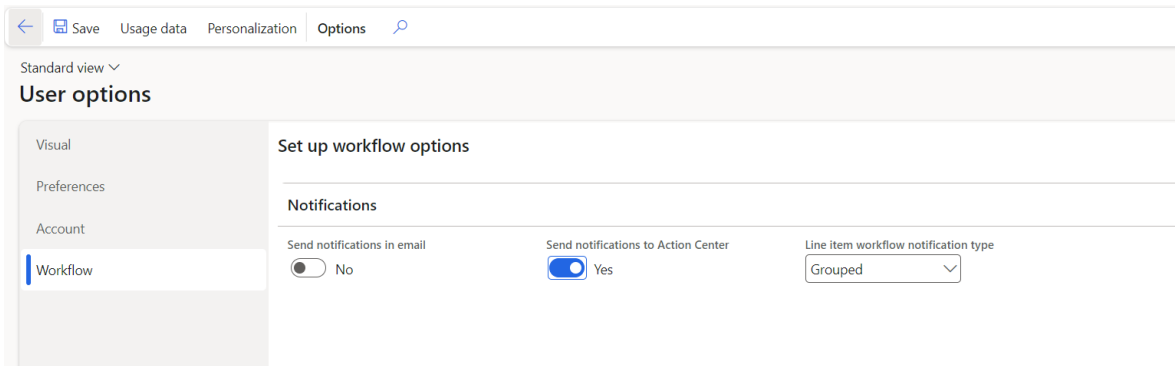 Save Usage data Personalization Options
Standard view
User options
Visual
Preferences
Account
Workflow
Set up workflow options
Notifications
Send notifications in email Send notifications to Action Center Line item workflow notification type
No Yes Grouped